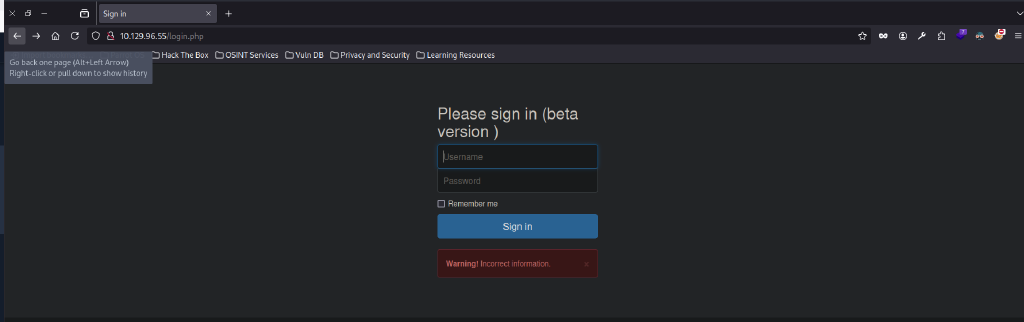 Sign in
10.129.96.55/login.php
Hack The Box OSINT Services Vuln DB Privacy and Security Learning Resources
Go back one page (Alt+Left Arrow)
Right-click or pull down to show history
Please sign in (beta
version )
Username
Password
Remember me
Sign in
Warning! Incorrect information.